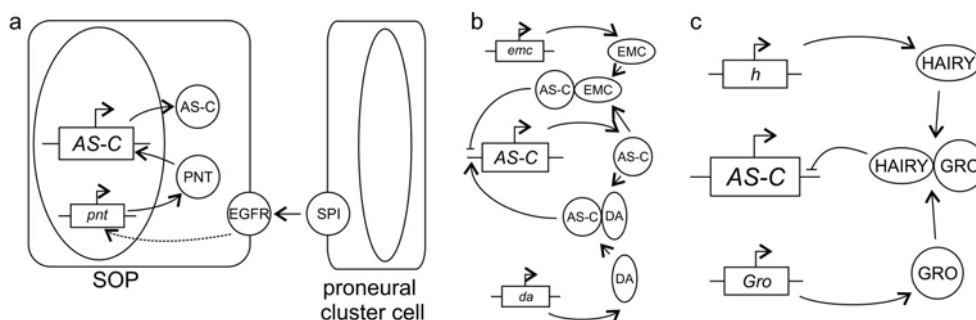 a
AS-C
AS-C
PNT
pnt
EGFR
SPI
SOP
proneural
cluster cell
b
emc
EMC
AS-C
EMC
AS-C
AS-C
AS-C
DA
DA
da
c
h
HAIRY
AS-C
HAIRY
GRO
Gro
GRO